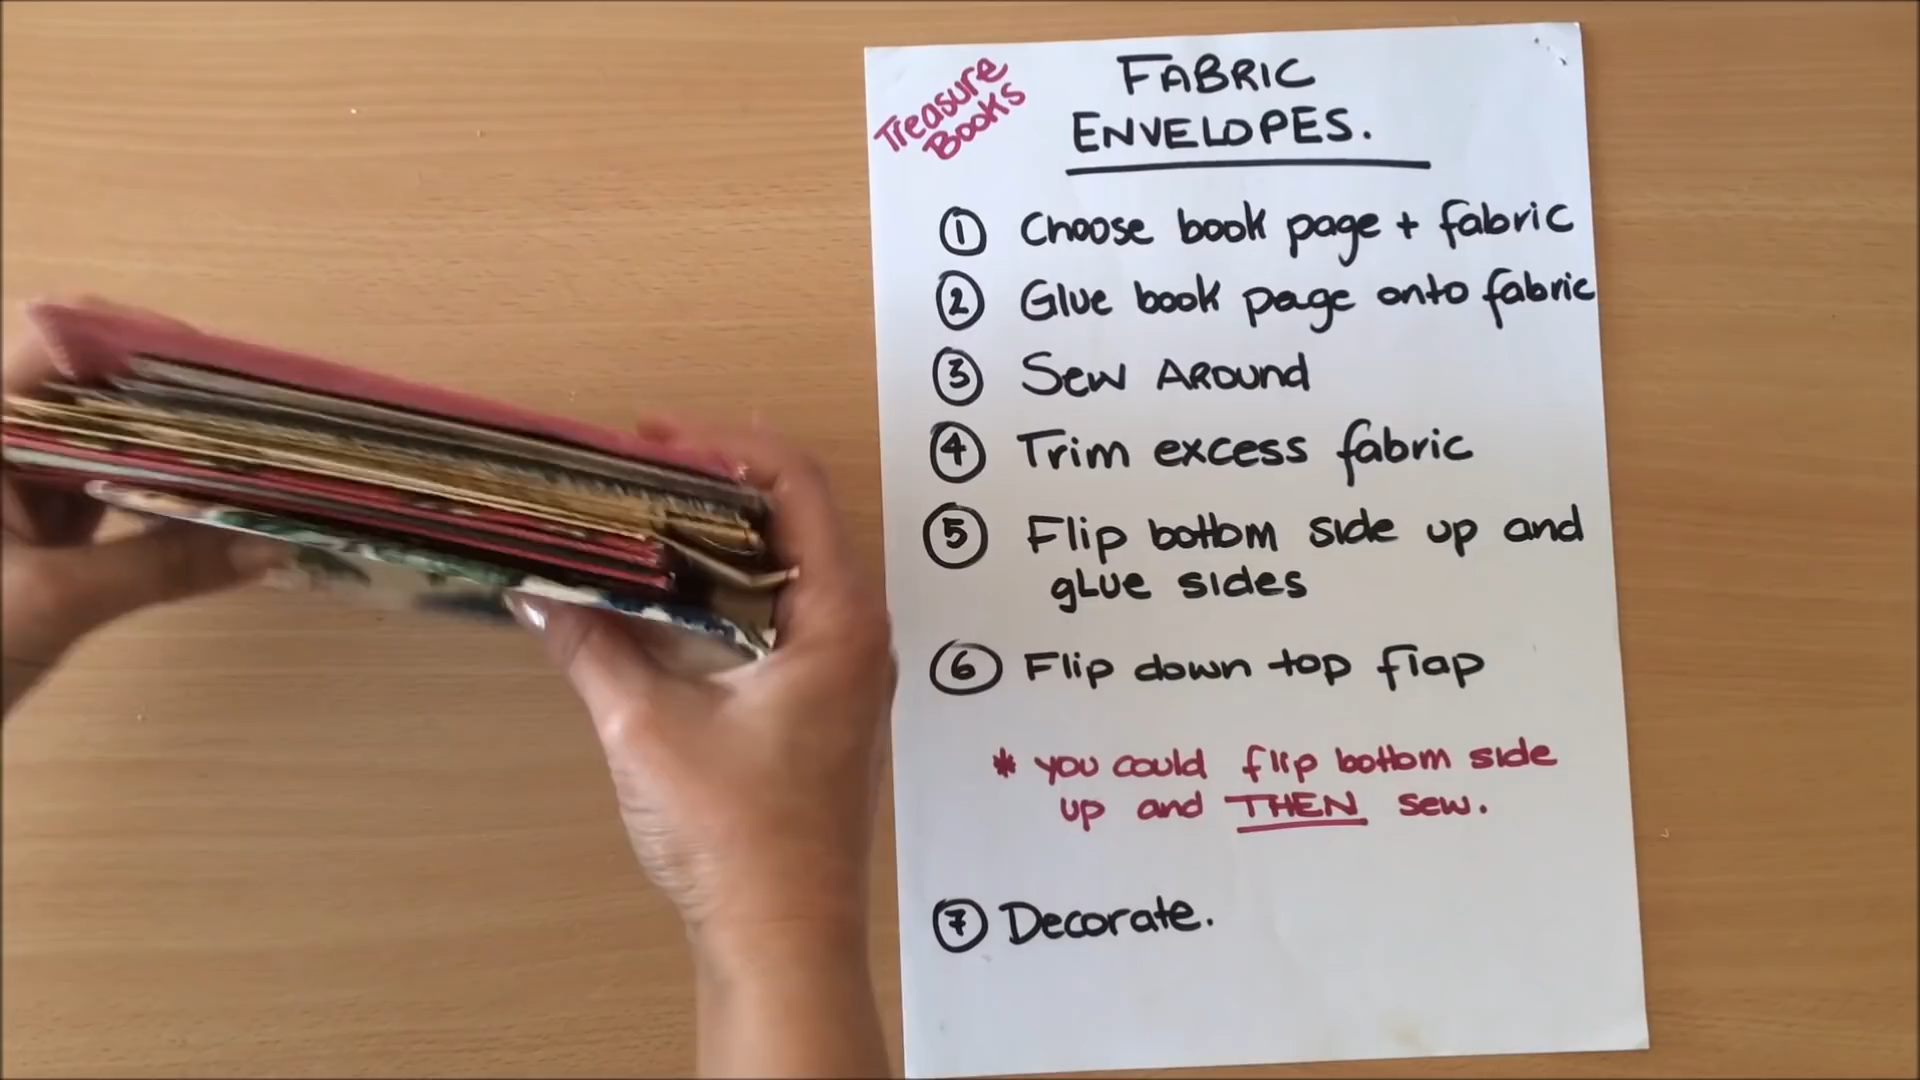 Treasure
Books
FABRIC
ENVELOPES.
1 Choose book page + fabric
2 Glue book page onto fabric
3 Sew AROUND
4 Trim excess fabric
5 Flip bottom side up and
glue sides
6 Flip down top flap
* you could flip bottom side
up and THEN sew.
7 Decorate.